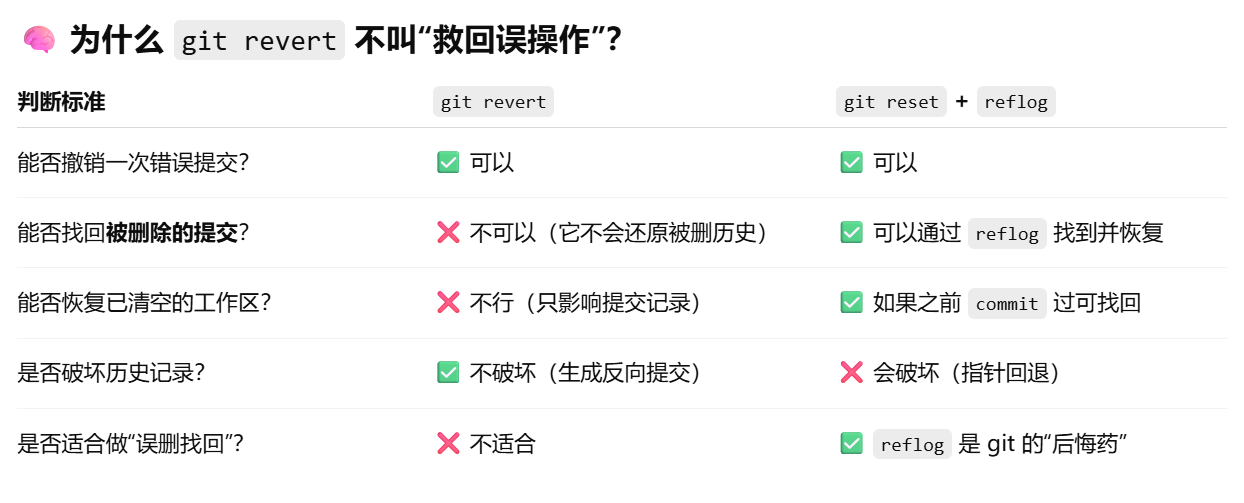 🧠 为什么 git revert 不叫“救回误操作”？
判断标准 git revert git reset + reflog
能否撤销一次错误提交？ ✅ 可以 ✅ 可以
能否找回被删除的提交？ ❌ 不可以（它不会还原被删历史） ✅ 可以通过 reflog 找到并恢复
能否恢复已清空的工作区？ ❌ 不行（只影响提交记录） ✅ 如果之前 commit 过可找回
是否破坏历史记录？ ✅ 不破坏（生成反向提交） ❌ 会破坏（指针回退）
是否适合做“误删找回”？ ❌ 不适合 ✅ reflog 是 git 的“后悔药”